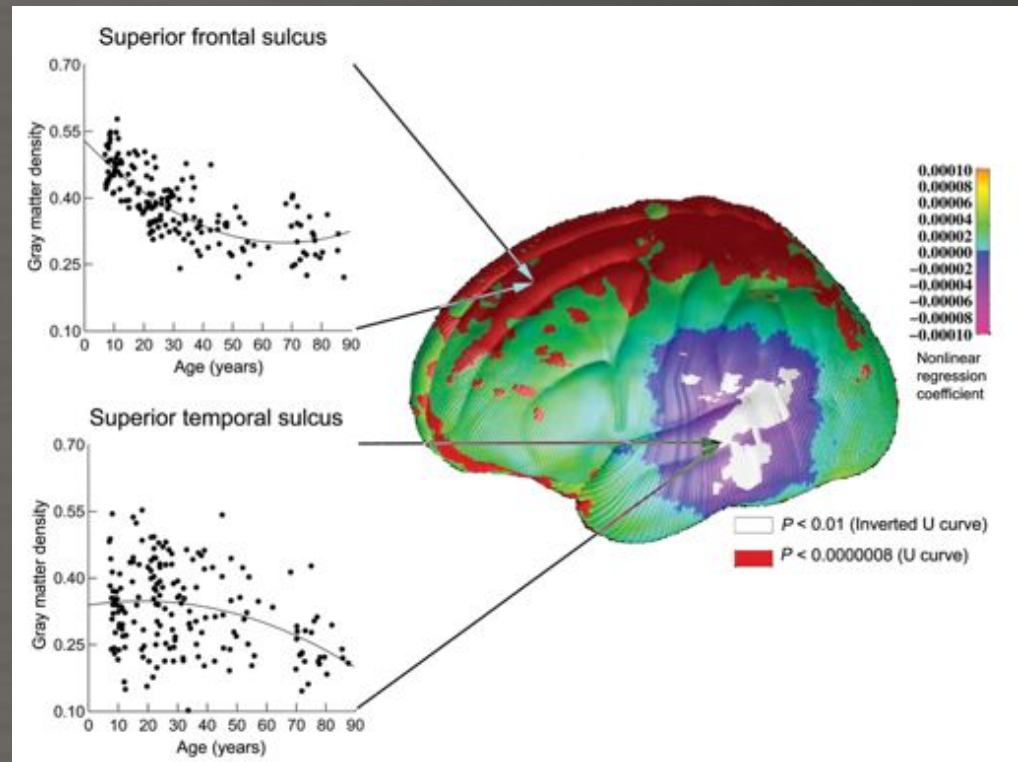 Superior frontal sulcus
0.70
0.55
0.40
0.25
0.10
Gray matter density
0 10 20 30 40 50 60 70 80 90
Age (years)
Superior temporal sulcus
0.70
0.55
0.40
0.25
0.10
Gray matter density
0 10 20 30 40 50 60 70 80 90
Age (years)
0.00010
0.00008
0.00006
0.00004
0.00002
0.00000
−0.00002
−0.00004
−0.00006
−0.00008
−0.00010
Nonlinear
regression
coefficient
P < 0.01 (Inverted U curve)
P < 0.0000008 (U curve)